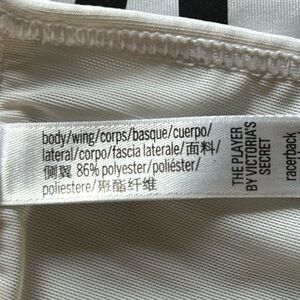 body/wing/corps/basque/cuerpo/
lateral/corpo/fascia laterale/面料/
侧翼 86% polyester/poliéster/
poliestere/聚酯纤维
THE PLAYER
BY VICTORIA'S
SECRET
racerback